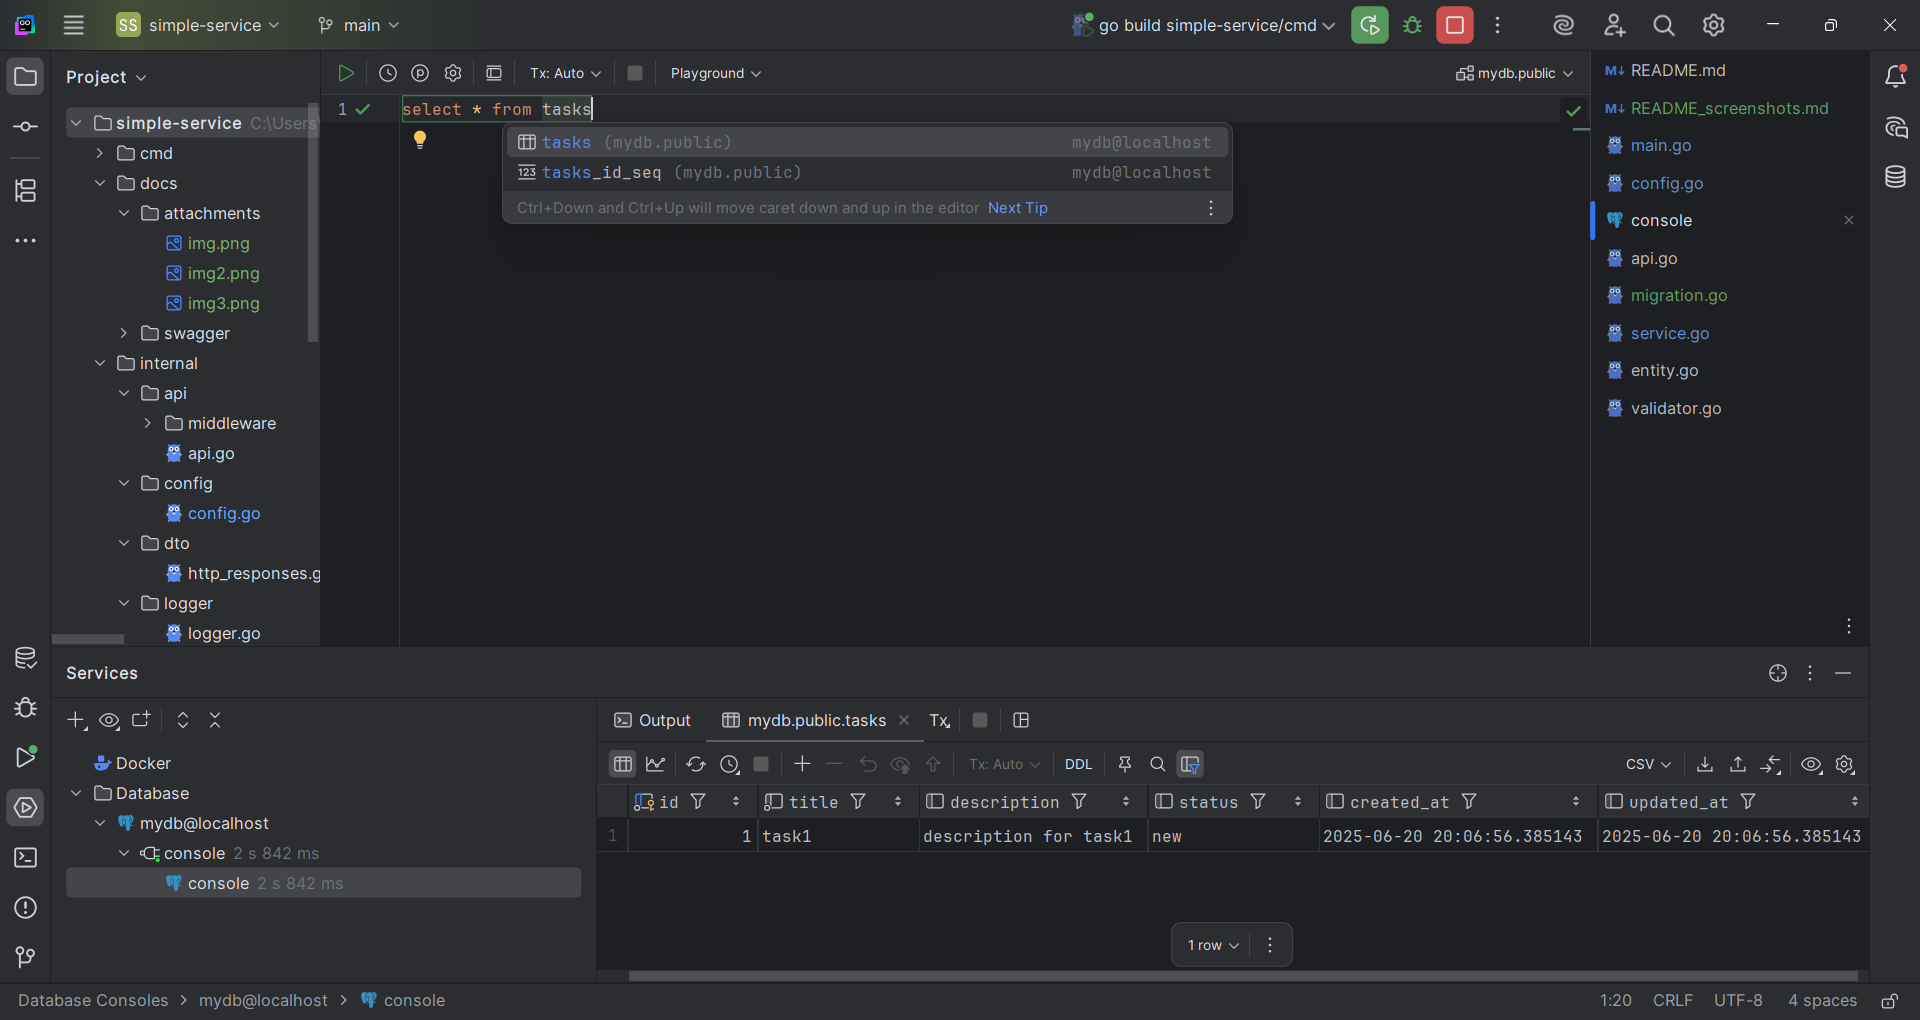 SS simple-service main go build simple-service/cmd
Project
Tx: Auto Playground mydb.public
1 select * from tasks
tasks (mydb.public) mydb@localhost
tasks_id_seq (mydb.public) mydb@localhost
Ctrl+Down and Ctrl+Up will move caret down and up in the editor Next Tip
simple-service C:\Users
cmd
docs
attachments
img.png
img2.png
img3.png
swagger
internal
api
middleware
api.go
config
config.go
dto
http_responses.g
logger
logger.go
README.md
README_screenshots.md
main.go
config.go
console
api.go
migration.go
service.go
entity.go
validator.go
Services
Docker
Database
mydb@localhost
console 2 s 842 ms
console 2 s 842 ms
Output mydb.public.tasks Tx
Tx: Auto DDL CSV
id title description status created_at updated_at
1 1 task1 description for task1 new 2025-06-20 20:06:56.385143 2025-06-20 20:06:56.385143
1 row
Database Consoles > mydb@localhost > console 1:20 CRLF UTF-8 4 spaces